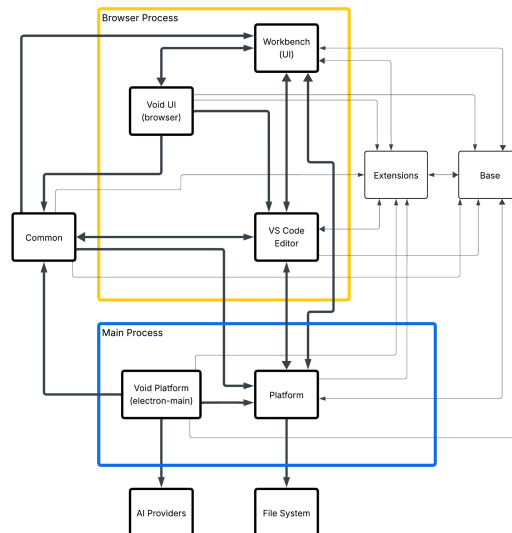 Browser Process
Workbench
(UI)
Void UI
(browser)
Extensions
Base
Common
VS Code
Editor
Main Process
Void Platform
(electron-main)
Platform
AI Providers
File System